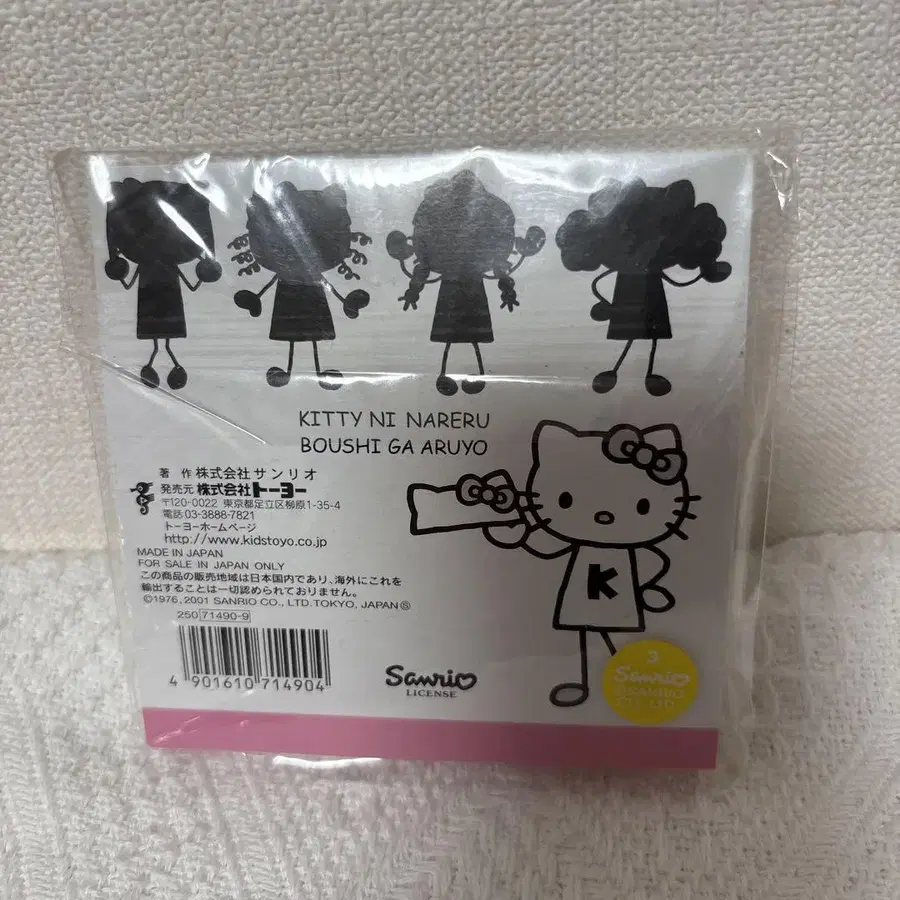 KITTY NI NARERU
BOUSHI GA ARUYO
著 作 株式会社サンリオ
発売元 株式会社トーヨー
〒120-0022 東京都足立区柳原1-35-4
電話03-3888-7821
トーヨーホームページ
http://www.kidstoyo.co.jp
MADE IN JAPAN
FOR SALE IN JAPAN ONLY
この商品の販売地域は日本国内であり、海外にこれを
輸出することは一切認められておりません。
©1976, 2001 SANRIO CO., LTD. TOKYO, JAPAN Ⓢ
250 71490-9
4 901610 714904
Sanrio
LICENSE
K
3
Sanrio
©SANRIO
CO.,LTD.